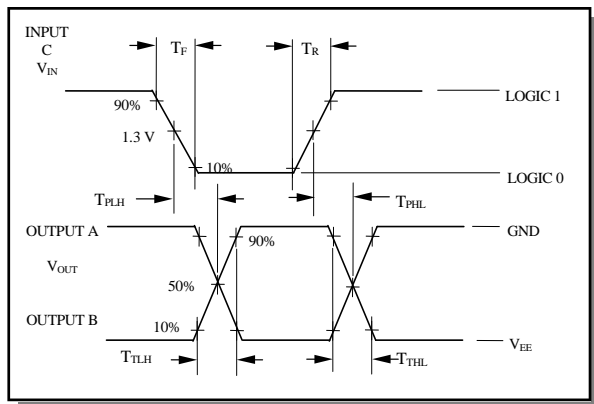 INPUT
C
VIN
TF
TR
90%
LOGIC 1
1.3 V
10%
LOGIC 0
TPLH
TPHL
OUTPUT A
GND
90%
VOUT
50%
OUTPUT B
10%
VEE
TTLH
THL